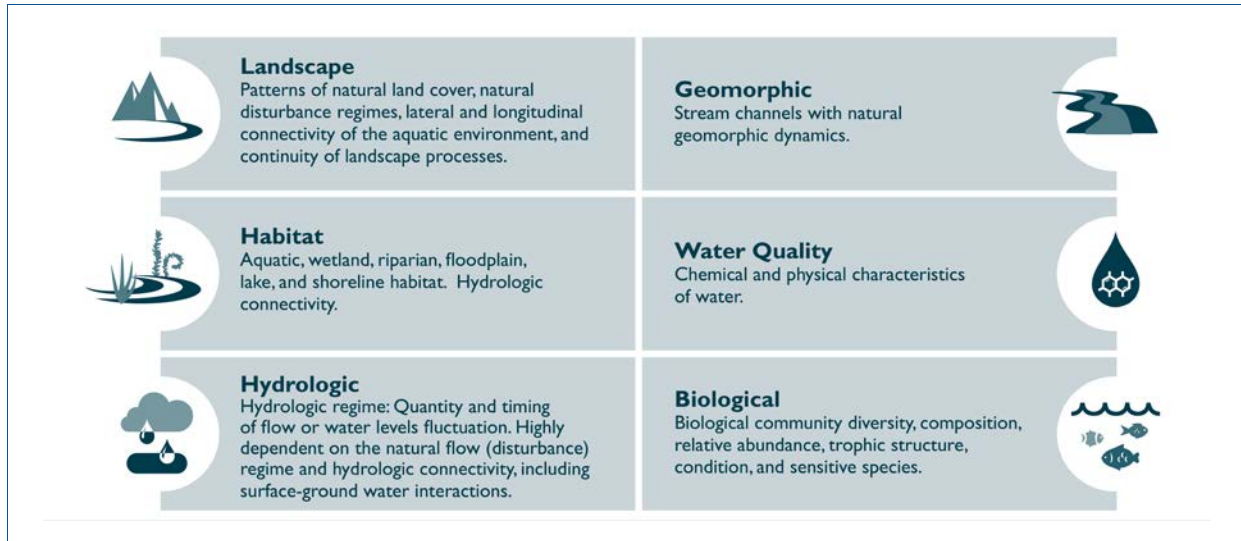 Landscape
Patterns of natural land cover, natural
disturbance regimes, lateral and longitudinal
connectivity of the aquatic environment, and
continuity of landscape processes.
Geomorphic
Stream channels with natural
geomorphic dynamics.
Habitat
Aquatic, wetland, riparian, floodplain,
lake, and shoreline habitat. Hydrologic
connectivity.
Water Quality
Chemical and physical characteristics
of water.
Hydrologic
Hydrologic regime: Quantity and timing
of flow or water levels fluctuation. Highly
dependent on the natural flow (disturbance)
regime and hydrologic connectivity, including
surface-ground water interactions.
Biological
Biological community diversity, composition,
relative abundance, trophic structure,
condition, and sensitive species.